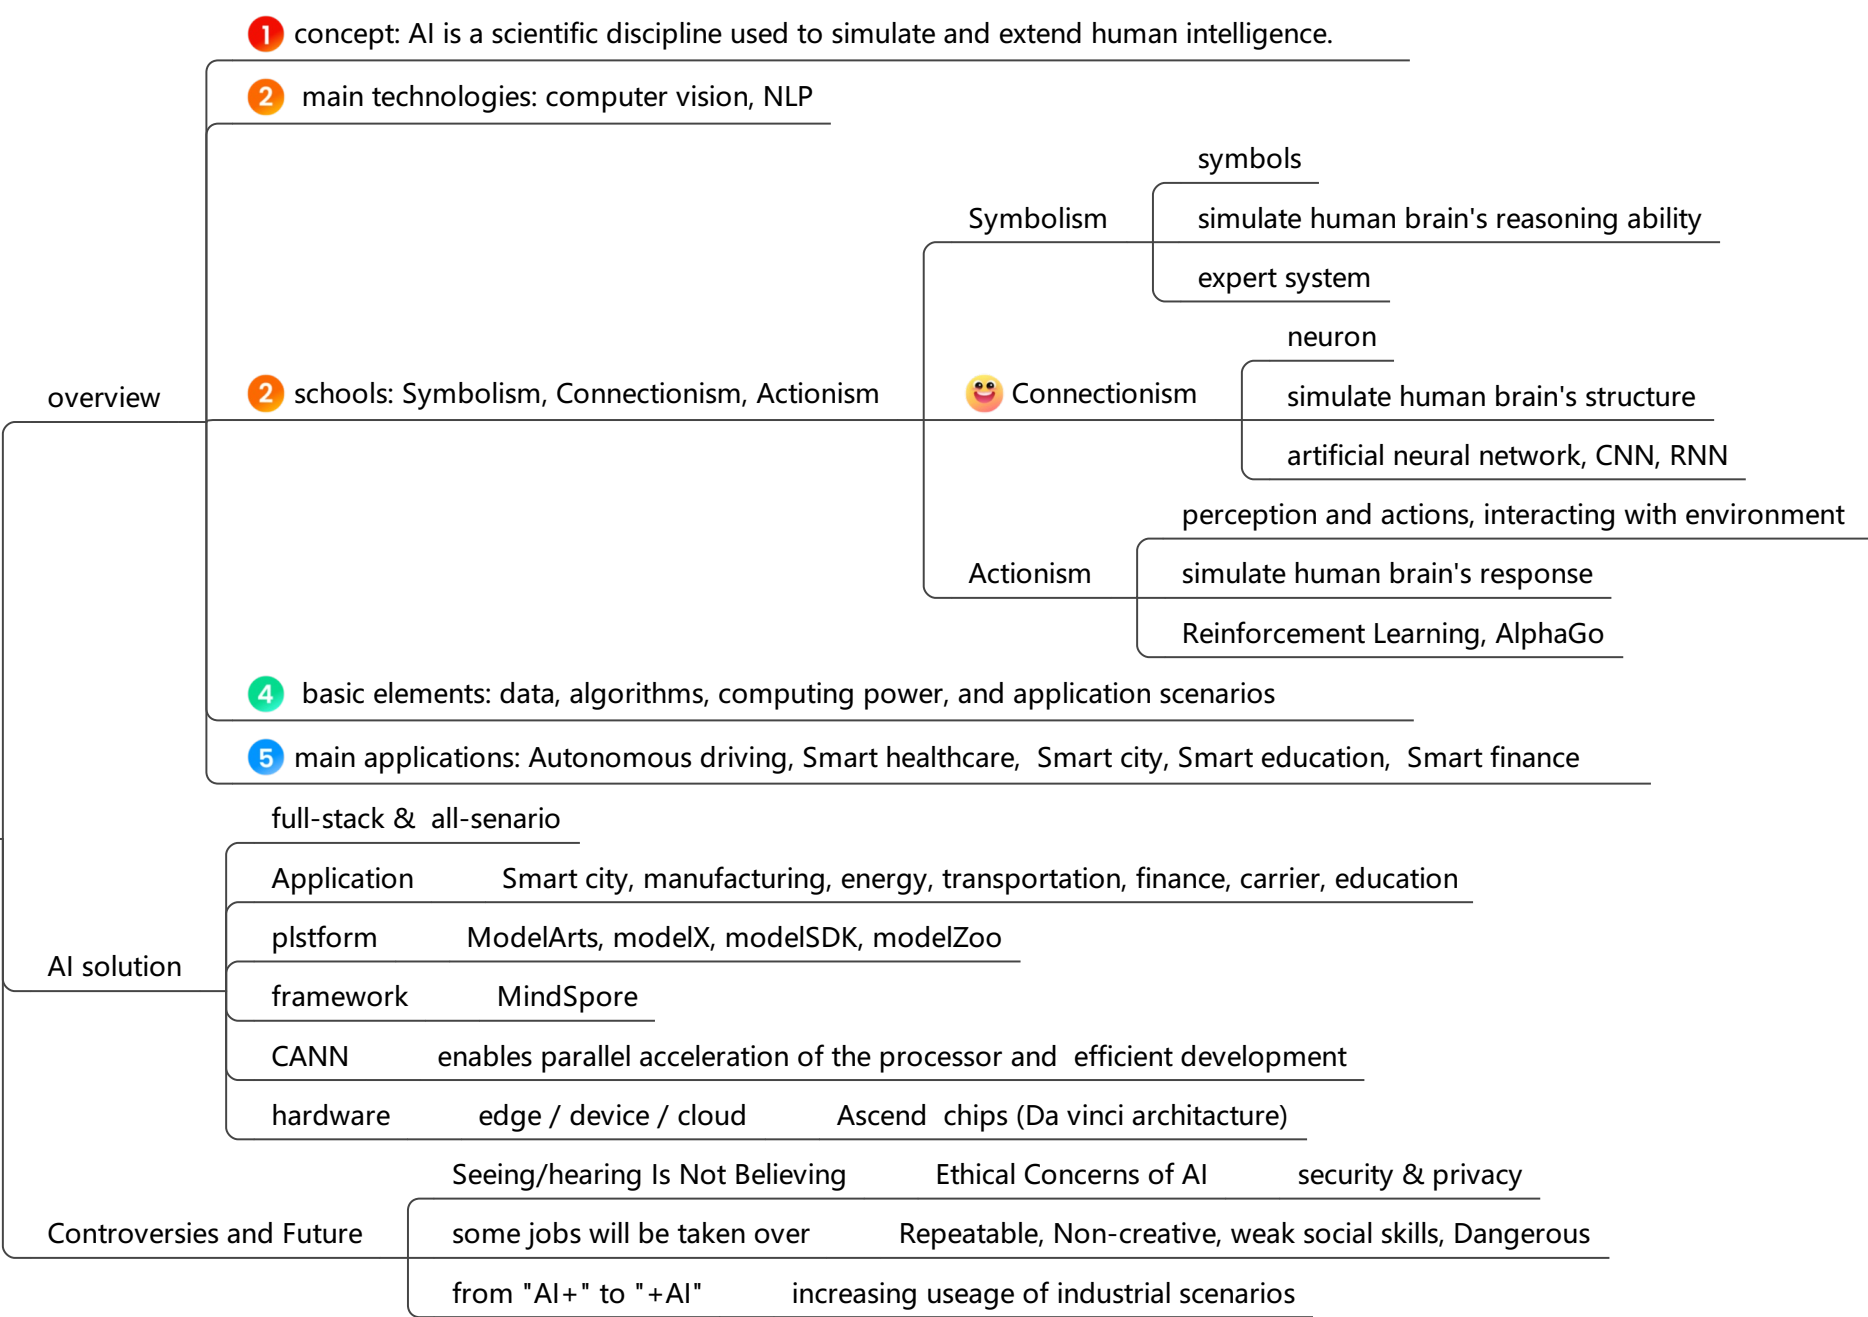 1 concept: AI is a scientific discipline used to simulate and extend human intelligence.
2 main technologies: computer vision, NLP
symbols
Symbolism
simulate human brain's reasoning ability
expert system
neuron
overview
2 schools: Symbolism, Connectionism, Actionism
Connectionism
simulate human brain's structure
artificial neural network, CNN, RNN
perception and actions, interacting with environment
Actionism
simulate human brain's response
Reinforcement Learning, AlphaGo
4 basic elements: data, algorithms, computing power, and application scenarios
5 main applications: Autonomous driving, Smart healthcare, Smart city, Smart education, Smart finance
full-stack & all-senario
Application
Smart city, manufacturing, energy, transportation, finance, carrier, education
plstform
ModelArts, modelX, modelSDK, modelZoo
AI solution
framework
MindSpore
CANN
enables parallel acceleration of the processor and efficient development
hardware
edge / device / cloud
Ascend chips (Da vinci architacture)
Seeing/hearing Is Not Believing
Ethical Concerns of AI
security & privacy
Controversies and Future
some jobs will be taken over
Repeatable, Non-creative, weak social skills, Dangerous
from "AI+" to "+AI"
increasing useage of industrial scenarios